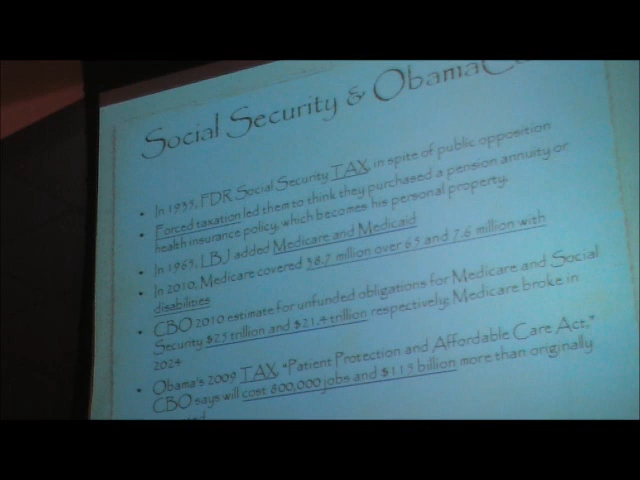 Social Security & ObamaC
• In 1935, FDR Social Security TAX, in spite of public opposition
• Forced taxation led them to think they purchased a pension annuity or
health insurance policy, which becomes his personal property.
• In 1965, LBJ added Medicare and Medicaid
• In 2010, Medicare covered 38.7 million over 65 and 7.6 million with
disabilities
• CBO 2010 estimate for unfunded obligations for Medicare and Social
Security $25 trillion and $21.4 trillion respectively; Medicare broke in
2024
• Obama's 2009 TAX "Patient Protection and Affordable Care Act,"
CBO says will cost 800,000 jobs and $115 billion more than originally